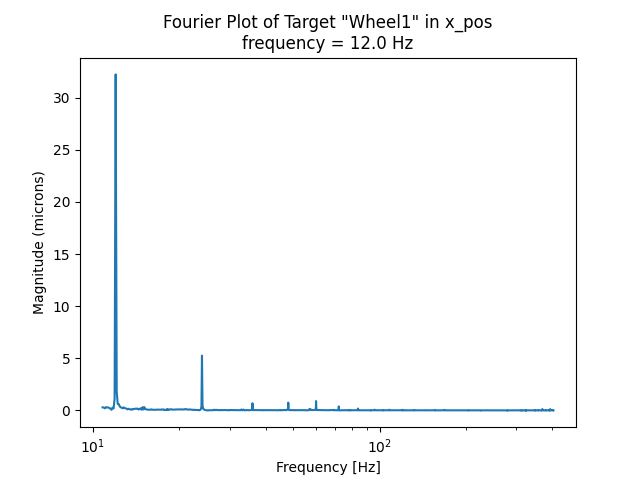 Fourier Plot of Target "Wheel1" in x_pos
frequency = 12.0 Hz
30
25
20
15
10
5
0
Magnitude (microns)
10¹
10²
Frequency [Hz]